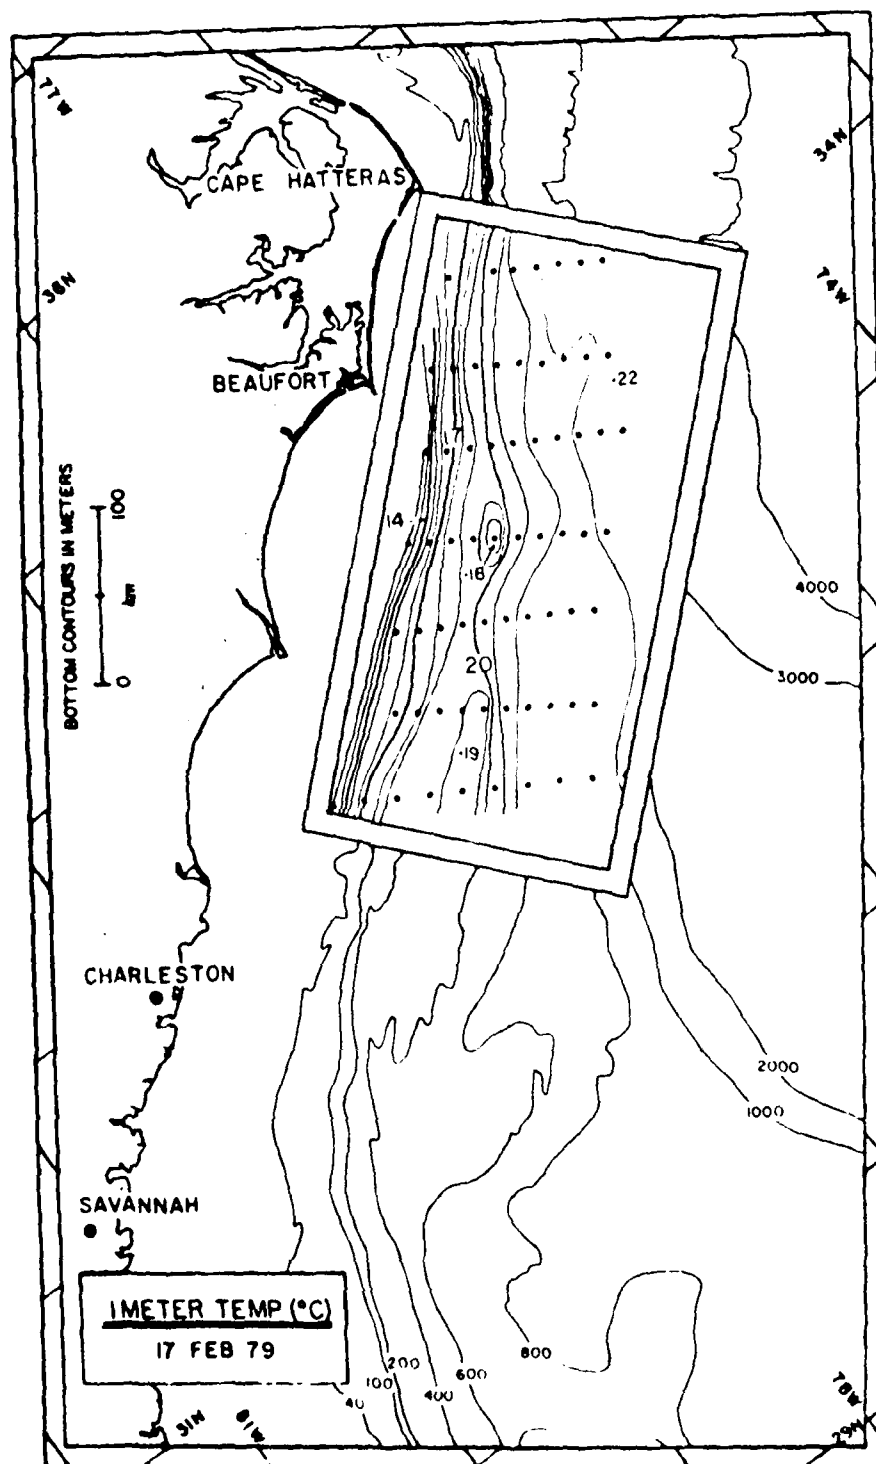 77W
34N
CAPE HATTERAS
36N
74W
BEAUFORT
.22
BOTTOM CONTOURS IN METERS
0 km 100
14
.18
4000
20
3000
.19
CHARLESTON
2000
1000
SAVANNAH
1 METER TEMP (°C)
17 FEB 79
800
600
200
100
400
40
31N
81W
78W
29N